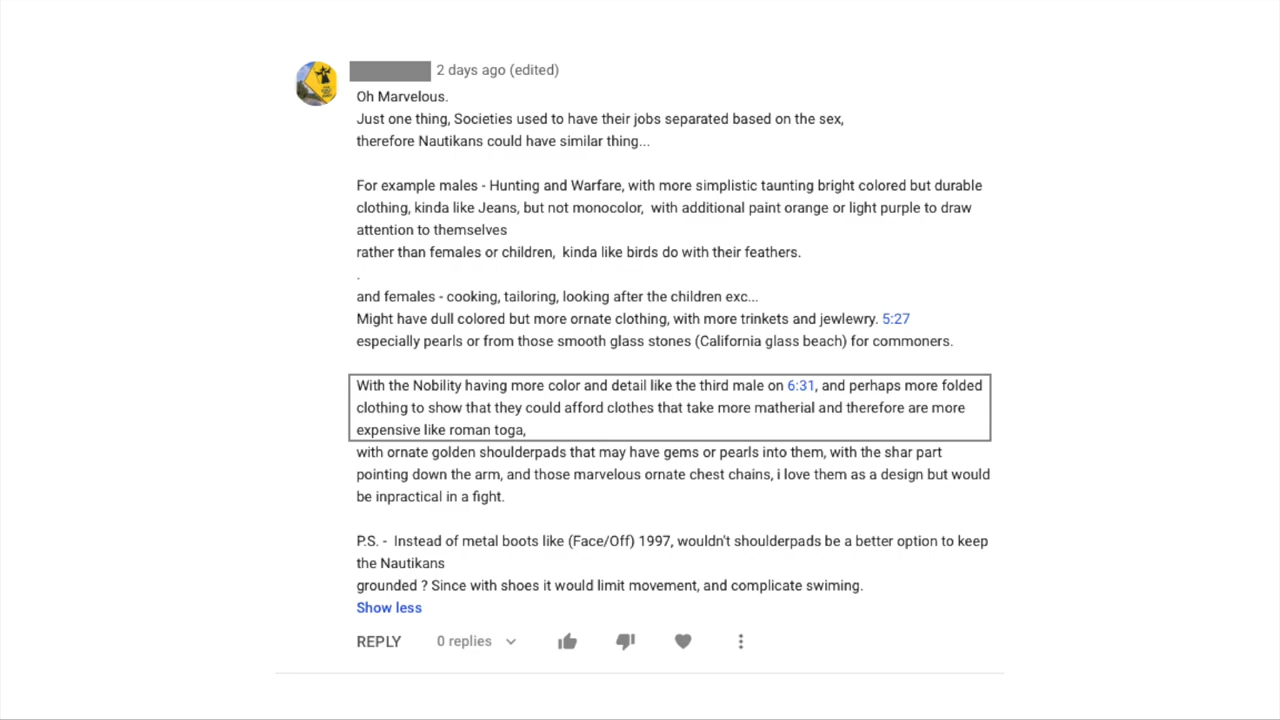 2 days ago (edited)
Oh Marvelous.
Just one thing, Societies used to have their jobs separated based on the sex,
therefore Nautikans could have similar thing...
For example males - Hunting and Warfare, with more simplistic taunting bright colored but durable
clothing, kinda like Jeans, but not monocolor, with additional paint orange or light purple to draw
attention to themselves
rather than females or children, kinda like birds do with their feathers.
.
and females - cooking, tailoring, looking after the children exc...
Might have dull colored but more ornate clothing, with more trinkets and jewlewry. 5:27
especially pearls or from those smooth glass stones (California glass beach) for commoners.
With the Nobility having more color and detail like the third male on 6:31, and perhaps more folded
clothing to show that they could afford clothes that take more matherial and therefore are more
expensive like roman toga,
with ornate golden shoulderpads that may have gems or pearls into them, with the shar part
pointing down the arm, and those marvelous ornate chest chains, i love them as a design but would
be inpractical in a fight.
P.S. - Instead of metal boots like (Face/Off) 1997, wouldn't shoulderpads be a better option to keep
the Nautikans
grounded ? Since with shoes it would limit movement, and complicate swiming.
Show less
REPLY 0 replies